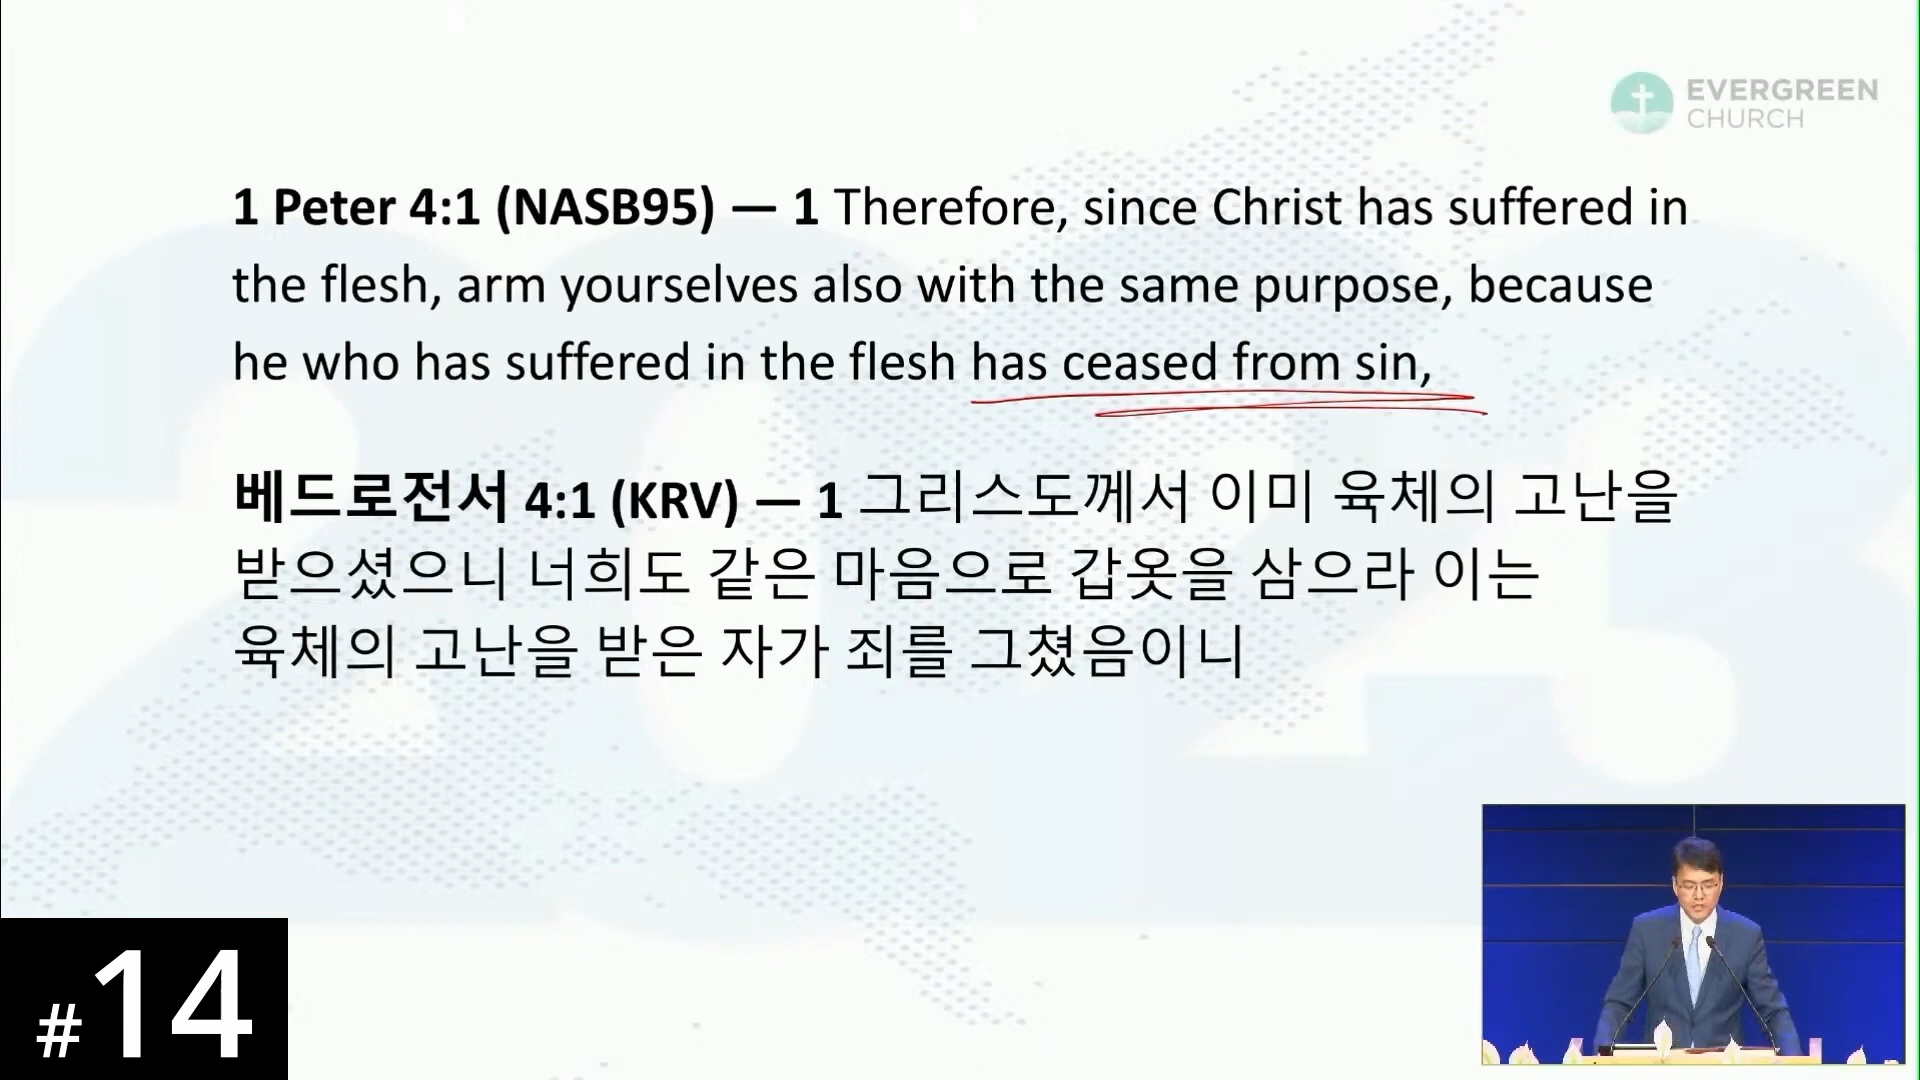 EVERGREEN
CHURCH
1 Peter 4:1 (NASB95) — 1 Therefore, since Christ has suffered in
the flesh, arm yourselves also with the same purpose, because
he who has suffered in the flesh has ceased from sin,
베드로전서 4:1 (KRV) — 1 그리스도께서 이미 육체의 고난을
받으셨으니 너희도 같은 마음으로 갑옷을 삼으라 이는
육체의 고난을 받은 자가 죄를 그쳤음이니
#14